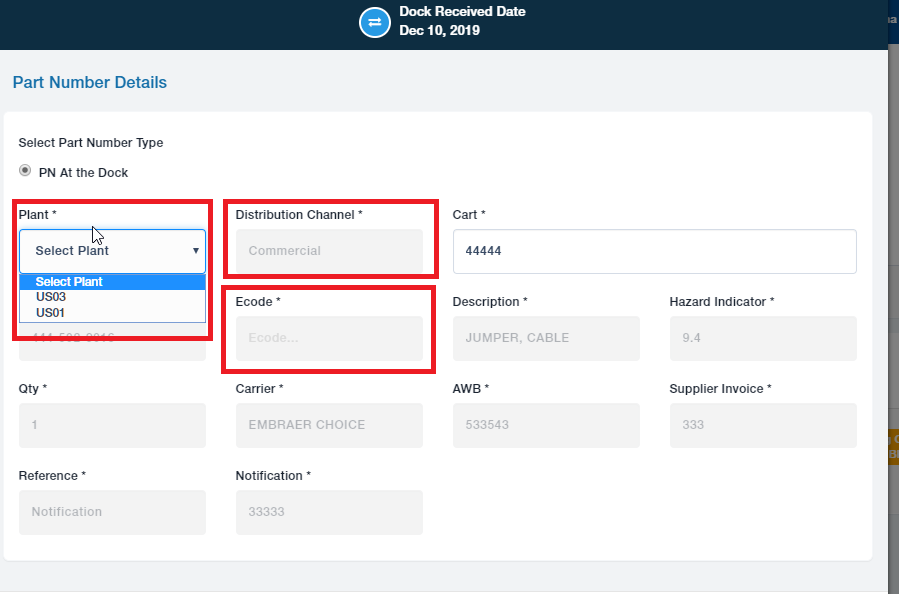 Dock Received Date
Dec 10, 2019
Part Number Details
Select Part Number Type
PN At the Dock
Plant *
Distribution Channel *
Cart *
Select Plant
Commercial
44444
Select Plant
US03
US01
Ecode *
Description *
Hazard Indicator *
Ecode...
JUMPER, CABLE
9.4
Qty *
Carrier *
AWB *
Supplier Invoice *
1
EMBRAER CHOICE
533543
333
Reference *
Notification *
Notification
33333